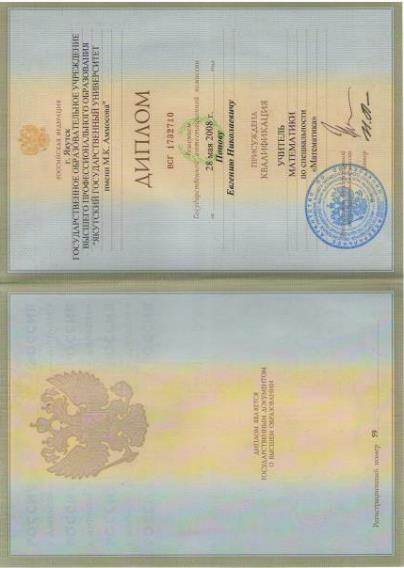 РОССИЙСКАЯ ФЕДЕРАЦИЯ
г. Якутск
ГОСУДАРСТВЕННОЕ ОБРАЗОВАТЕЛЬНОЕ УЧРЕЖДЕНИЕ
ВЫСШЕГО ПРОФЕССИОНАЛЬНОГО ОБРАЗОВАНИЯ
"ЯКУТСКИЙ ГОСУДАРСТВЕННЫЙ УНИВЕРСИТЕТ
имени М.К. Аммосова"
ДИПЛОМ
ВСГ 1732710
Решением
Государственной аттестационной комиссии
от 28 мая 2008 г. года
Попову
Евгению Николаевичу
ПРИСУЖДЕНА
КВАЛИФИКАЦИЯ
УЧИТЕЛЬ
МАТЕМАТИКИ
по специальности
«Математика»
ДИПЛОМ ЯВЛЯЕТСЯ
ГОСУДАРСТВЕННЫМ ДОКУМЕНТОМ
О ВЫСШЕМ ОБРАЗОВАНИИ
Регистрационный номер 59